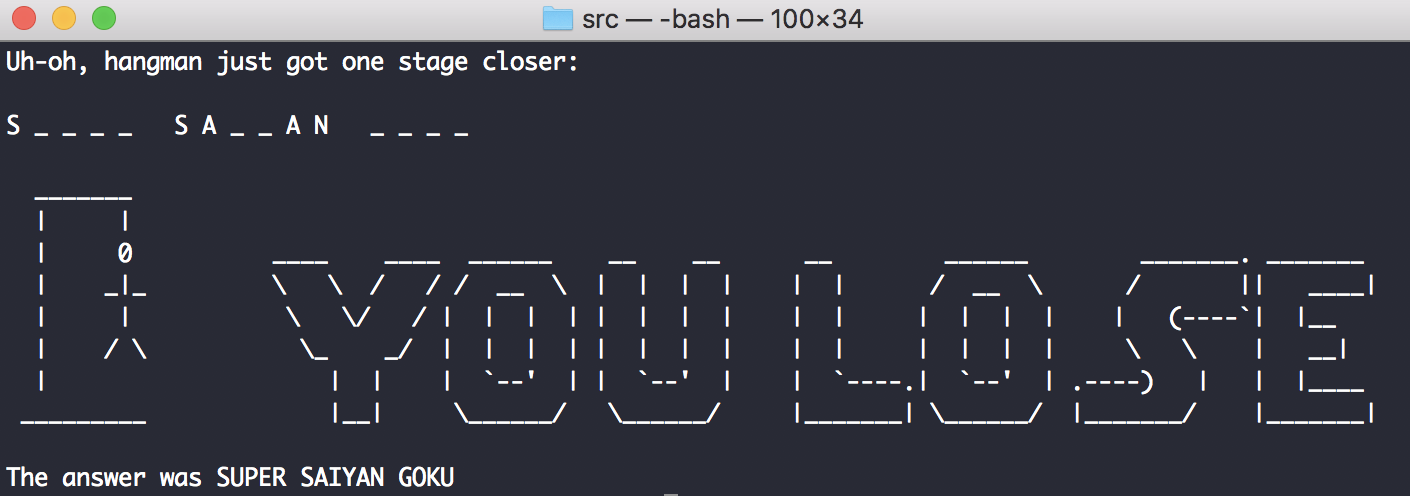 src — -bash — 100×34
Uh-oh, hangman just got one stage closer:
S _ _ _ _   S A _ _ A N   _ _ _ _
YOU LOSE
The answer was SUPER SAIYAN GOKU